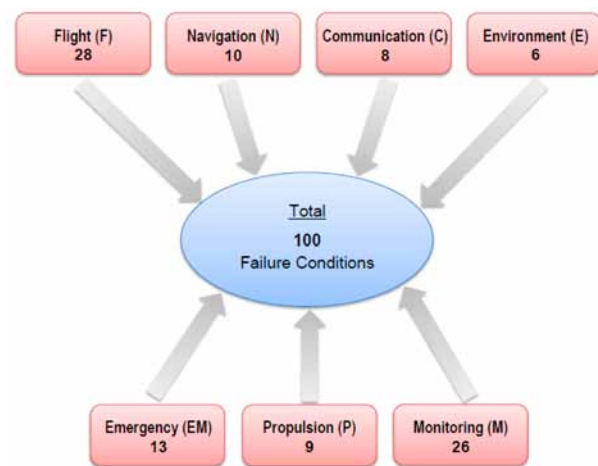 Flight (F)
28
Navigation (N)
10
Communication (C)
8
Environment (E)
6
Total
100
Failure Conditions
Emergency (EM)
13
Propulsion (P)
9
Monitoring (M)
26